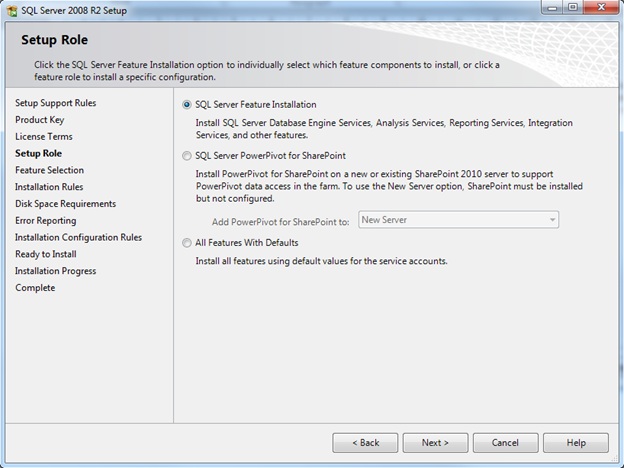 SQL Server 2008 R2 Setup
Setup Role
Click the SQL Server Feature Installation option to individually select which feature components to install, or click a
feature role to install a specific configuration.
Setup Support Rules
Product Key
License Terms
Setup Role
Feature Selection
Installation Rules
Disk Space Requirements
Error Reporting
Installation Configuration Rules
Ready to Install
Installation Progress
Complete
SQL Server Feature Installation
Install SQL Server Database Engine Services, Analysis Services, Reporting Services, Integration
Services, and other features.
SQL Server PowerPivot for SharePoint
Install PowerPivot for SharePoint on a new or existing SharePoint 2010 server to support
PowerPivot data access in the farm. To use the New Server option, SharePoint must be installed
but not configured.
Add PowerPivot for SharePoint to: New Server
All Features With Defaults
Install all features using default values for the service accounts.
< Back Next > Cancel Help